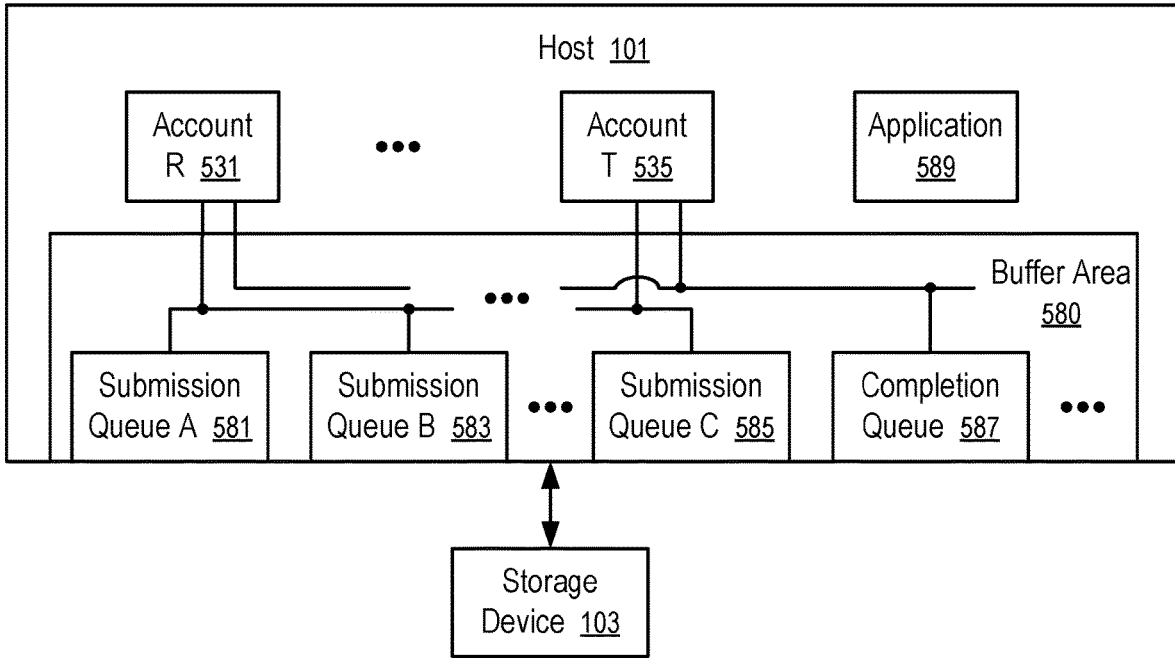 Host 101
Account
R 531
Account
T 535
Application
589
Buffer Area
580
Submission
Queue A 581
Submission
Queue B 583
Submission
Queue C 585
Completion
Queue 587
Storage
Device 103